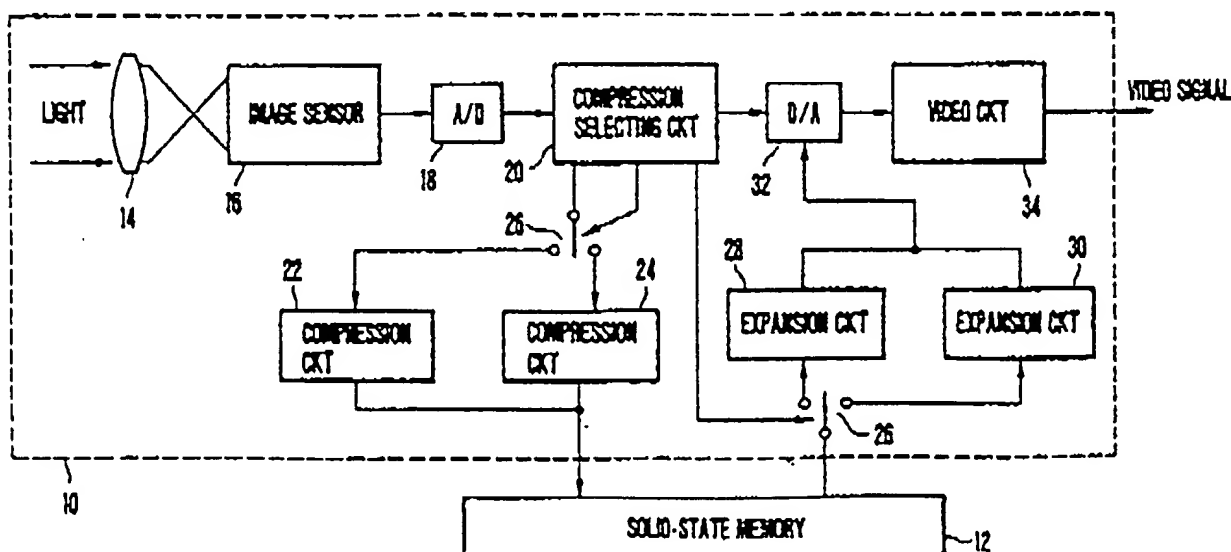 LIGHT
14
IMAGE SENSOR
16
A/D
18
COMPRESSION
SELECTING CKT
20
D/A
32
VIDEO CKT
34
VIDEO SIGNAL
26
22
COMPRESSION
CKT
24
COMPRESSION
CKT
28
EXPANSION CKT
30
EXPANSION CKT
26
10
SOLID-STATE MEMORY
12